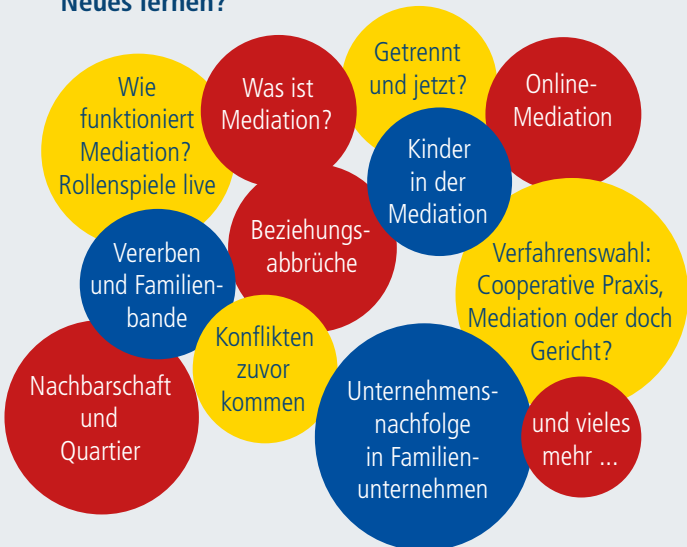 Neues lernen?
Wie
funktioniert
Mediation?
Rollenspiele live
Was ist
Mediation?
Getrennt
und jetzt?
Online-
Mediation
Kinder
in der
Mediation
Beziehungs-
abbrüche
Vererben
und Familien-
bande
Verfahrenswahl:
Cooperative Praxis,
Mediation oder doch
Gericht?
Konflikten
zuvor
kommen
Nachbarschaft
und
Quartier
Unternehmens-
nachfolge
in Familien-
unternehmen
und vieles
mehr ...